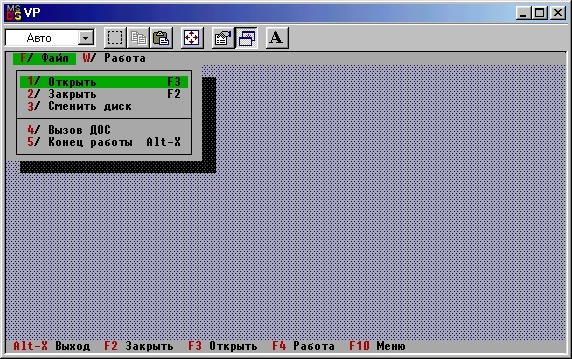 VP
Авто
A
F/ Файл W/ Работа
1/ Открыть F3
2/ Закрыть F2
3/ Сменить диск
4/ Вызов ДОС
5/ Конец работы Alt-X
Alt-X Выход F2 Закрыть F3 Открыть F4 Работа F10 Меню